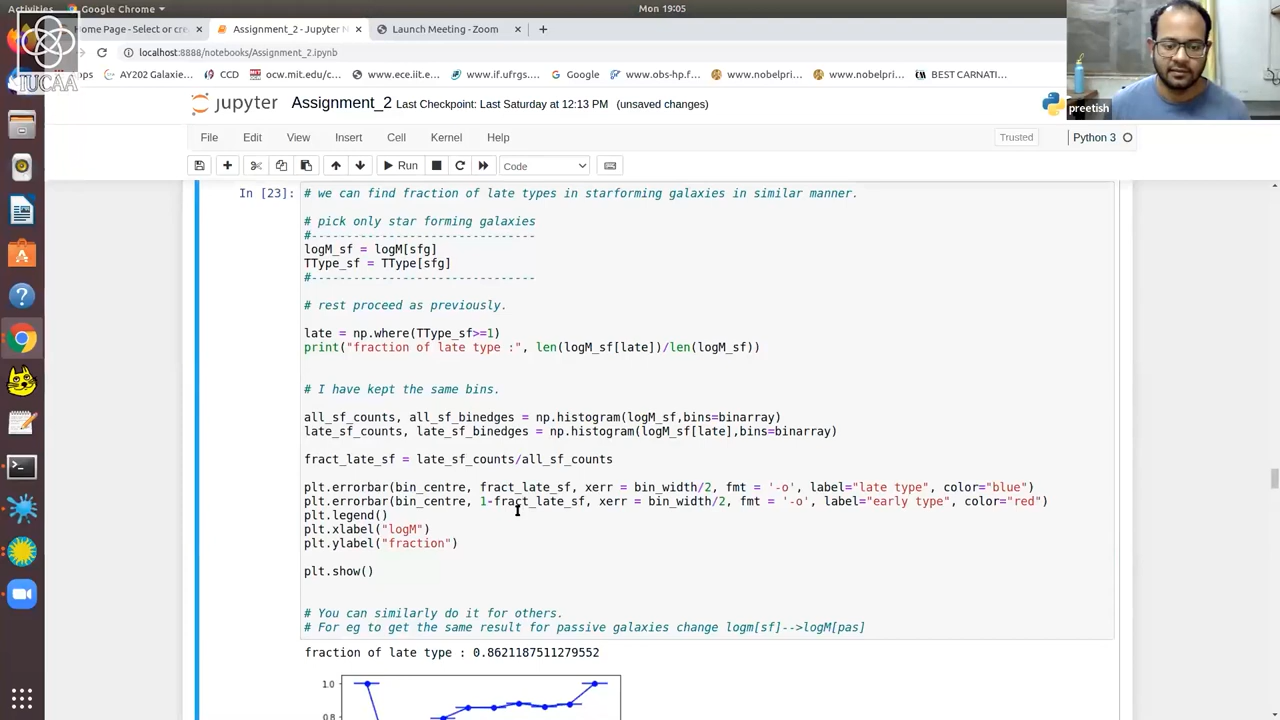 Activities
Google Chrome
Mon 19:05
Home Page - Select or cre
Assignment_2 - Jupyter N
Launch Meeting - Zoom
localhost:8888/notebooks/Assignment_2.ipynb
AY202 Galaxie…
CCD
ocw.mit.edu/c…
www.ece.iit.e…
www.if.ufrgs.…
Google
www.obs-hp.f…
www.nobelpri…
www.nobelpri…
BEST CARNATI…
IUCAA
preetish
jupyter
Assignment_2
Last Checkpoint: Last Saturday at 12:13 PM (unsaved changes)
File Edit View Insert Cell Kernel Help
Trusted
Python 3
Run
Code
In [23]:
# we can find fraction of late types in starforming galaxies in similar manner.
# pick only star forming galaxies
#-------------------------------
logM_sf = logM[sfg]
TType_sf = TType[sfg]
#-------------------------------
# rest proceed as previously.
late = np.where(TType_sf>=1)
print("fraction of late type :", len(logM_sf[late])/len(logM_sf))
# I have kept the same bins.
all_sf_counts, all_sf_binedges = np.histogram(logM_sf,bins=binarray)
late_sf_counts, late_sf_binedges = np.histogram(logM_sf[late],bins=binarray)
fract_late_sf = late_sf_counts/all_sf_counts
plt.errorbar(bin_centre, fract_late_sf, xerr = bin_width/2, fmt = '-o', label="late type", color="blue")
plt.errorbar(bin_centre, 1-fract_late_sf, xerr = bin_width/2, fmt = '-o', label="early type", color="red")
plt.legend()
plt.xlabel("logM")
plt.ylabel("fraction")
plt.show()
# You can similarly do it for others.
# For eg to get the same result for passive galaxies change logm[sf]-->logM[pas]
fraction of late type : 0.8621187511279552
1.0
0.8